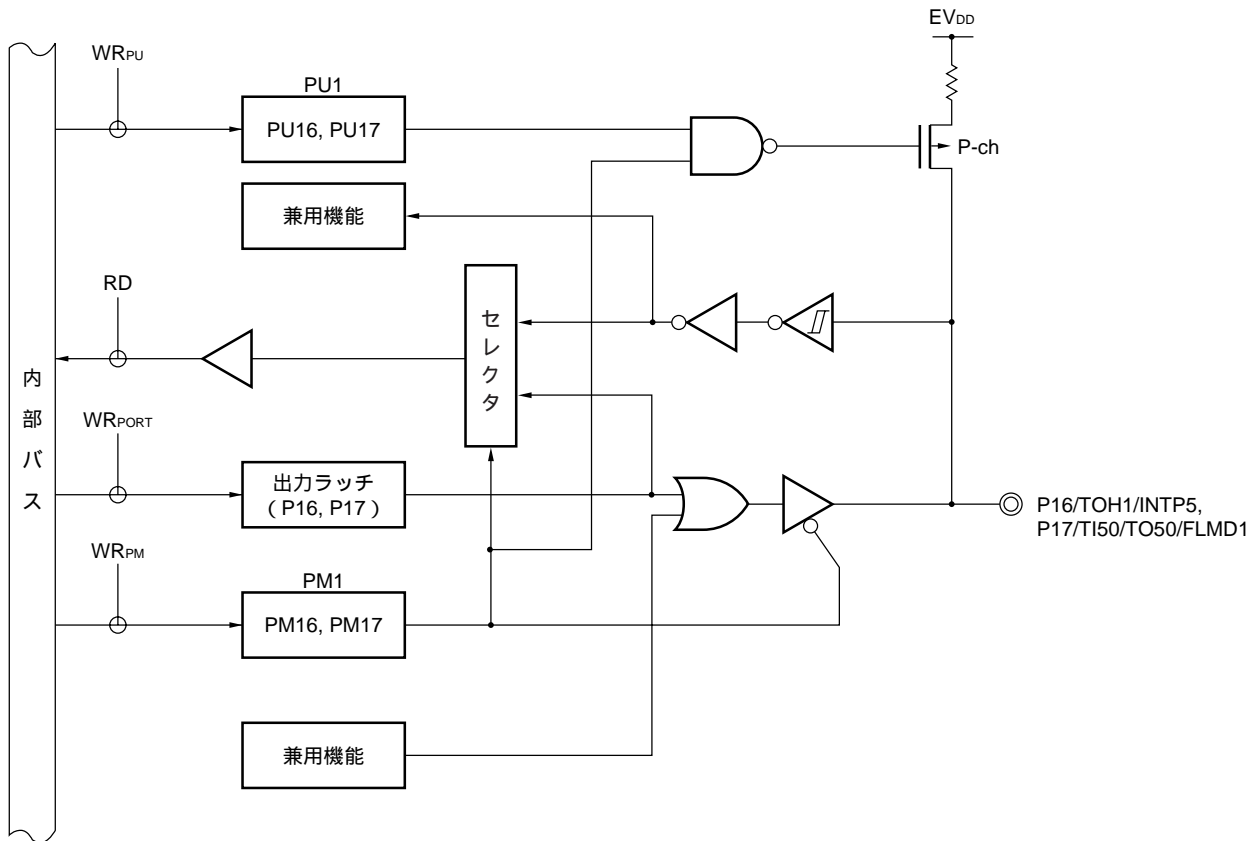 EVDD
WRPU
PU1
PU16, PU17
P-ch
兼用機能
RD
セレクタ
内部バス
WRPORT
出力ラッチ
（P16, P17）
P16/TOH1/INTP5,
P17/TI50/TO50/FLMD1
WRPM
PM1
PM16, PM17
兼用機能